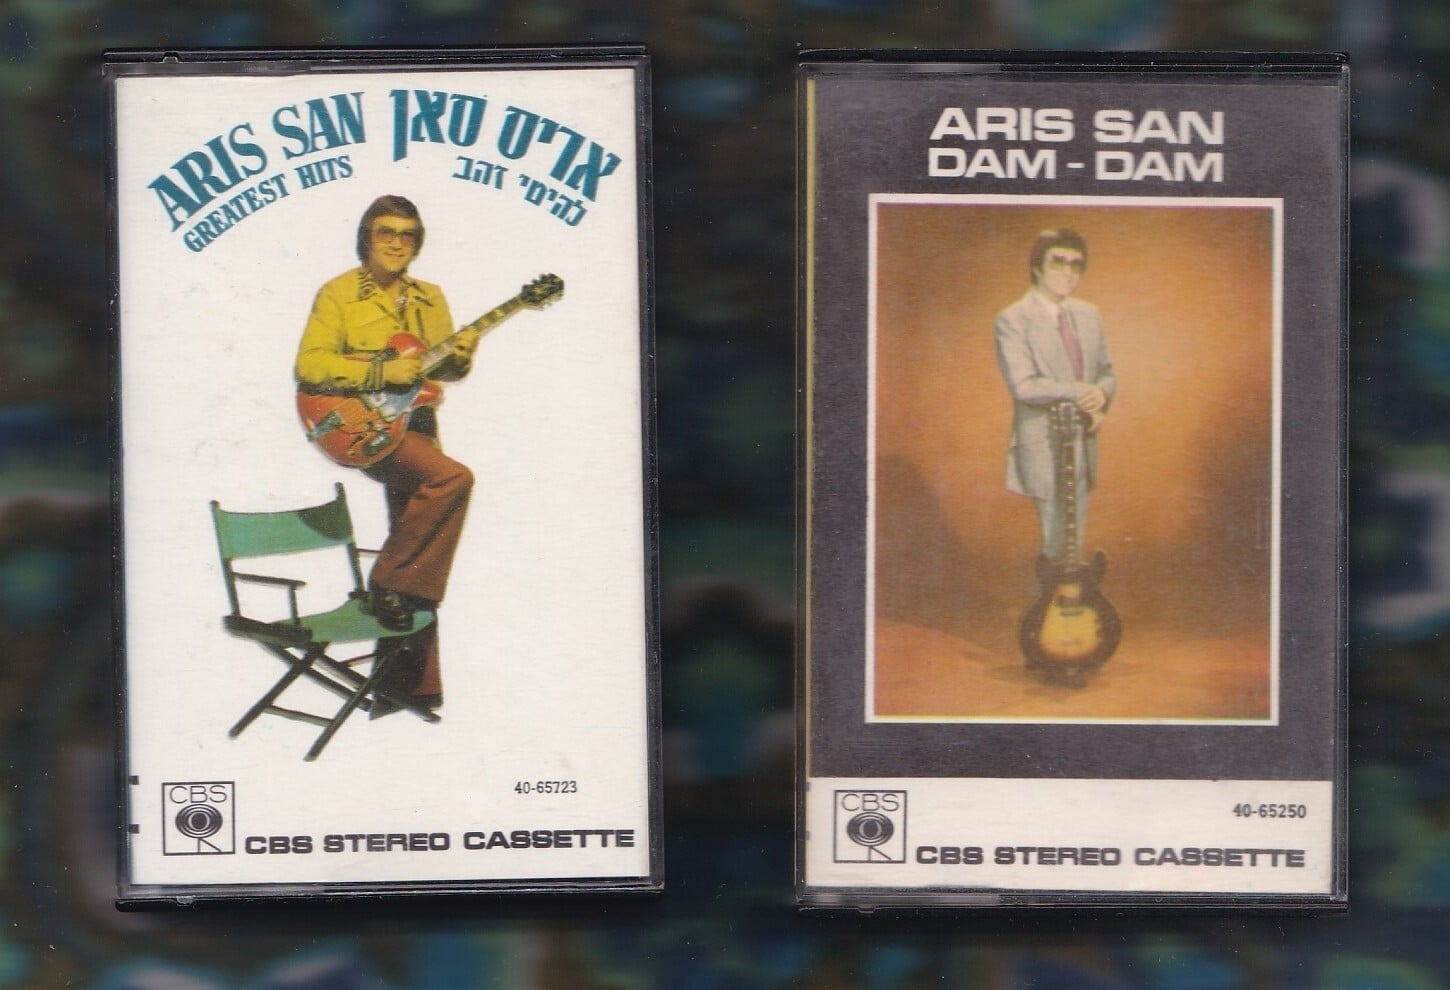 ARIS SAN
GREATEST HITS
אריס סאן
להיטי זהב
40-65723
CBS
CBS STEREO CASSETTE
ARIS SAN
DAM - DAM
40-65250
CBS
CBS STEREO CASSETTE